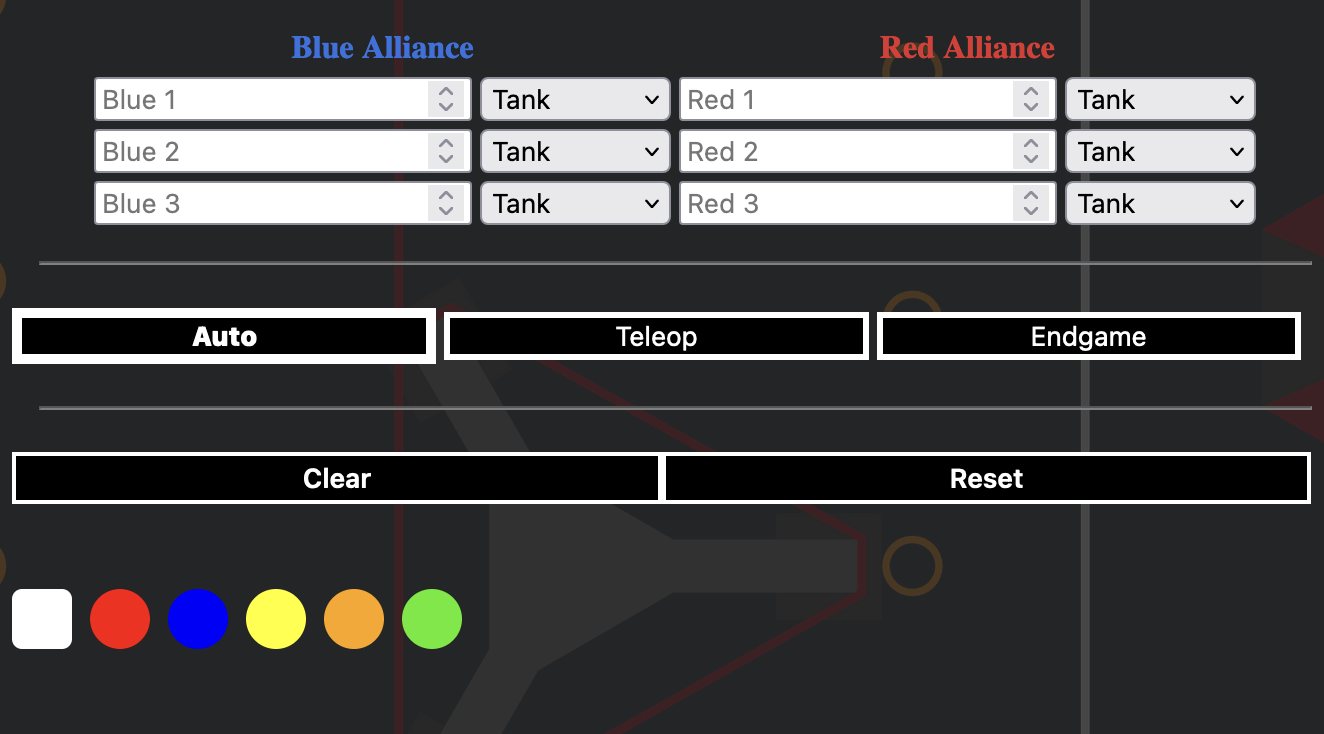 Blue Alliance Red Alliance
Blue 1 Tank Red 1 Tank
Blue 2 Tank Red 2 Tank
Blue 3 Tank Red 3 Tank
Auto Teleop Endgame
Clear Reset